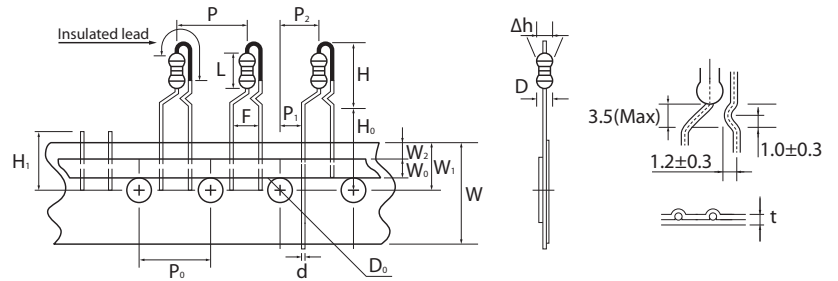 P
P₂
Δh
Insulated lead
L
H
D
F
P₁
H₀
3.5(Max)
1.0±0.3
H₁
W₂
W₁
W₀
W
1.2±0.3
t
P₀
d
D₀